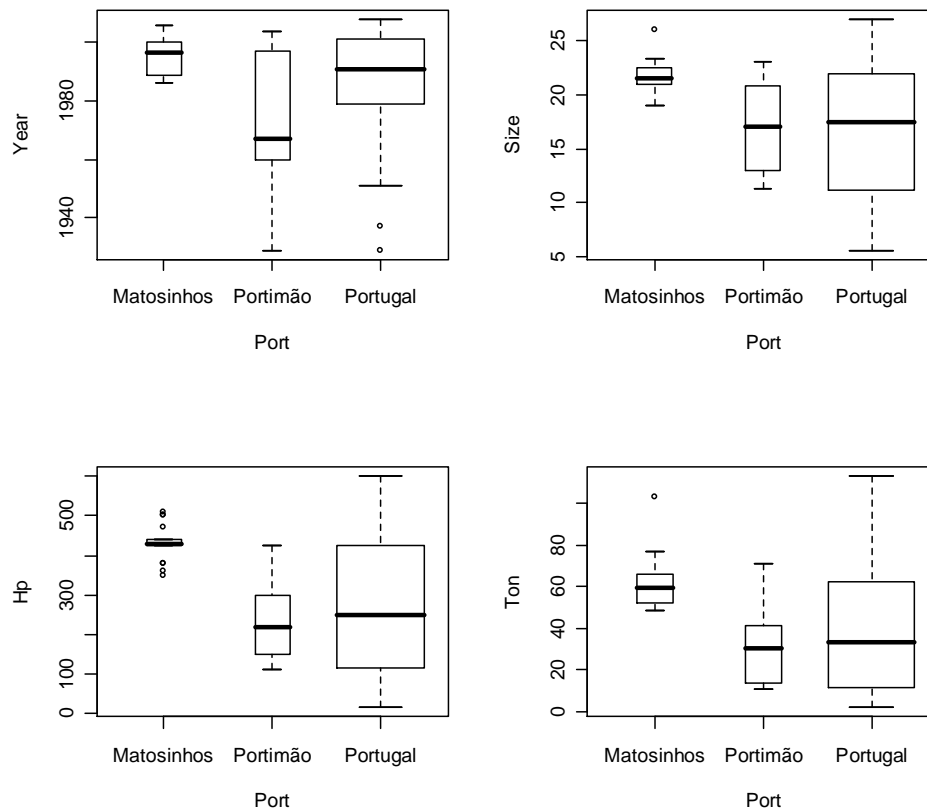 Year
1940
1980
Matosinhos Portimão Portugal
Port
Size
5
10
15
20
25
Matosinhos Portimão Portugal
Port
Hp
0
100
300
500
Matosinhos Portimão Portugal
Port
Ton
0
20
40
60
80
Matosinhos Portimão Portugal
Port